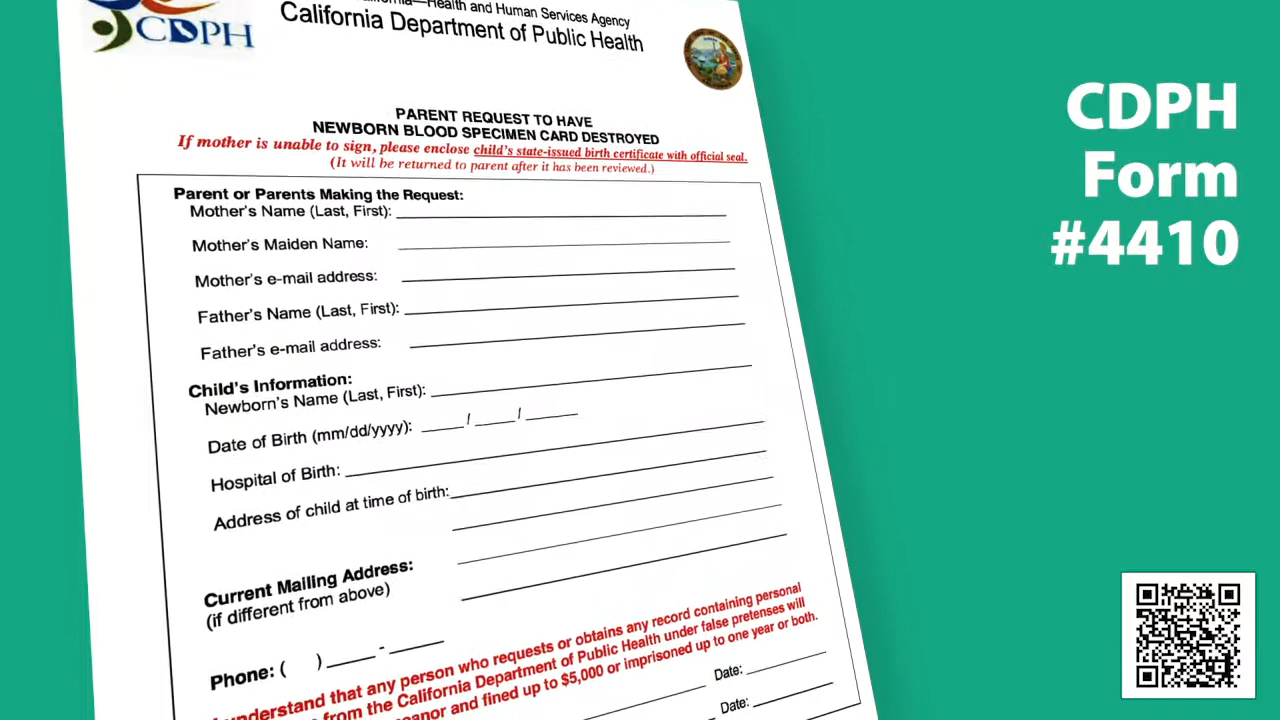 Health and Human Services Agency
CDPH
California Department of Public Health
CDPH
Form
#4410
PARENT REQUEST TO HAVE
NEWBORN BLOOD SPECIMEN CARD DESTROYED
If mother is unable to sign, please enclose child's state-issued birth certificate with official seal.
(It will be returned to parent after it has been reviewed.)
Parent or Parents Making the Request:
Mother's Name (Last, First):
Mother's Maiden Name:
Mother's e-mail address:
Father's Name (Last, First):
Father's e-mail address:
Child's Information:
Newborn's Name (Last, First):
Date of Birth (mm/dd/yyyy): ____/____/____
Hospital of Birth:
Address of child at time of birth:
Current Mailing Address:
(if different from above)
Phone: (    ) _____-_____
understand that any person who requests or obtains any record containing personal
from the California Department of Public Health under false pretenses will
and fined up to $5,000 or imprisoned up to one year or both.
Date:
Date: